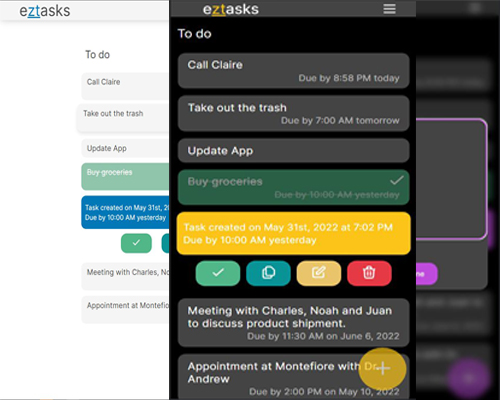 eztasks
To do
Call Claire
Take out the trash
Update App
Buy groceries
Task created on May 31st, 202
Due by 10:00 AM yesterday
Meeting with Charles, No
Appointment at Montefiore
eztasks
To do
Call Claire
Due by 8:58 PM today
Take out the trash
Due by 7:00 AM tomorrow
Update App
Buy groceries
Due by 10:00 AM yesterday
Task created on May 31st, 2022 at 7:02 PM
Due by 10:00 AM yesterday
Meeting with Charles, Noah and Juan
to discuss product shipment.
Due by 11:30 AM on June 6, 2022
Appointment at Montefiore with Dr.
Andrew
Due by 2:00 PM on May 10, 2022